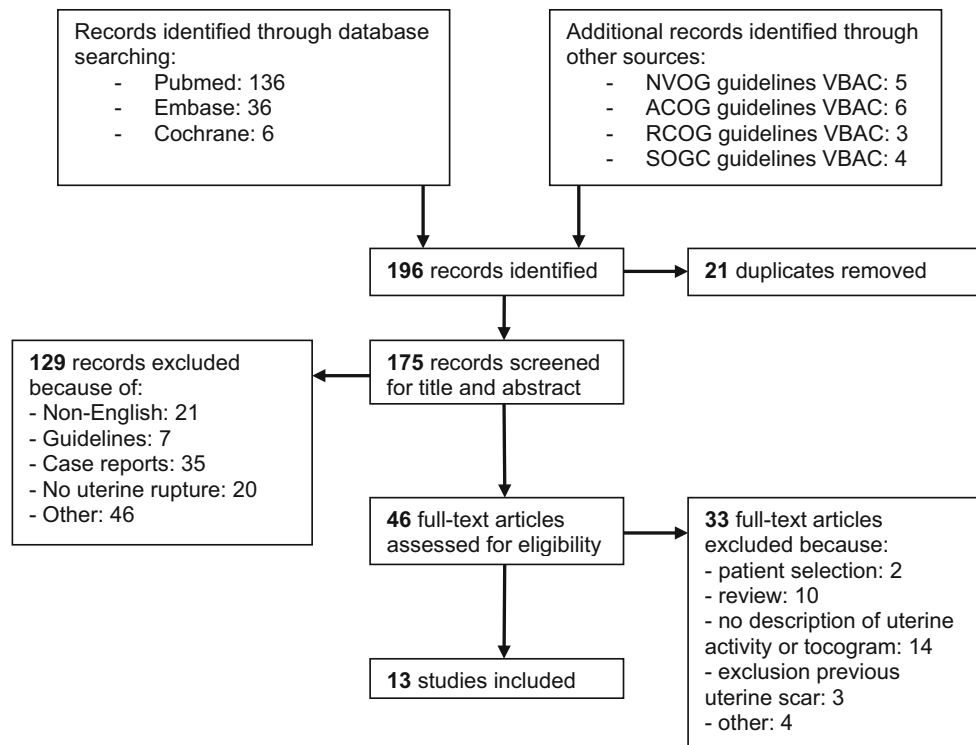 Records identified through database
searching:
- Pubmed: 136
- Embase: 36
- Cochrane: 6
Additional records identified through
other sources:
- NVOG guidelines VBAC: 5
- ACOG guidelines VBAC: 6
- RCOG guidelines VBAC: 3
- SOGC guidelines VBAC: 4
196 records identified
21 duplicates removed
129 records excluded
because of:
- Non-English: 21
- Guidelines: 7
- Case reports: 35
- No uterine rupture: 20
- Other: 46
175 records screened
for title and abstract
46 full-text articles
assessed for eligibility
33 full-text articles
excluded because:
- patient selection: 2
- review: 10
- no description of uterine
activity or tocogram: 14
- exclusion previous
uterine scar: 3
- other: 4
13 studies included